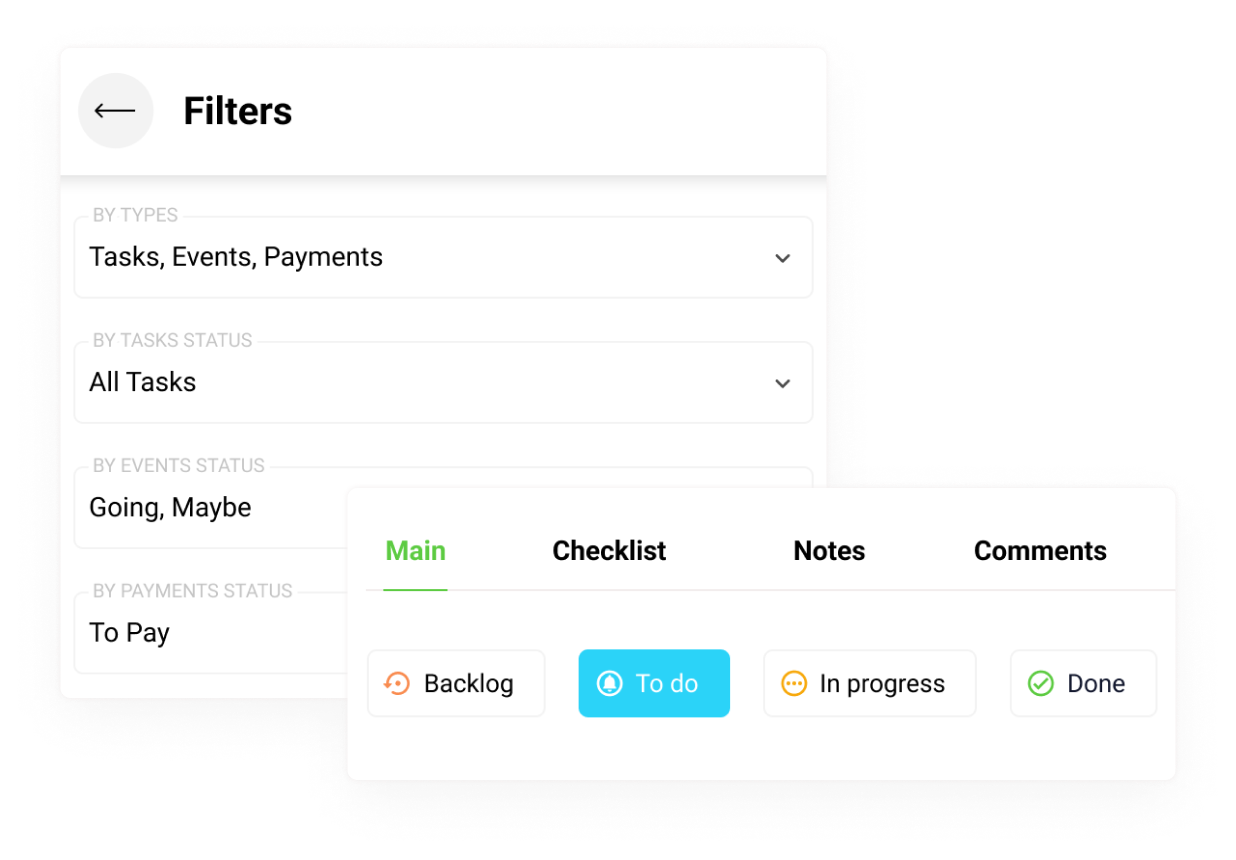 Filters
BY TYPES
Tasks, Events, Payments
BY TASKS STATUS
All Tasks
BY EVENTS STATUS
Going, Maybe
BY PAYMENTS STATUS
To Pay
Main Checklist Notes Comments
Backlog To do In progress Done